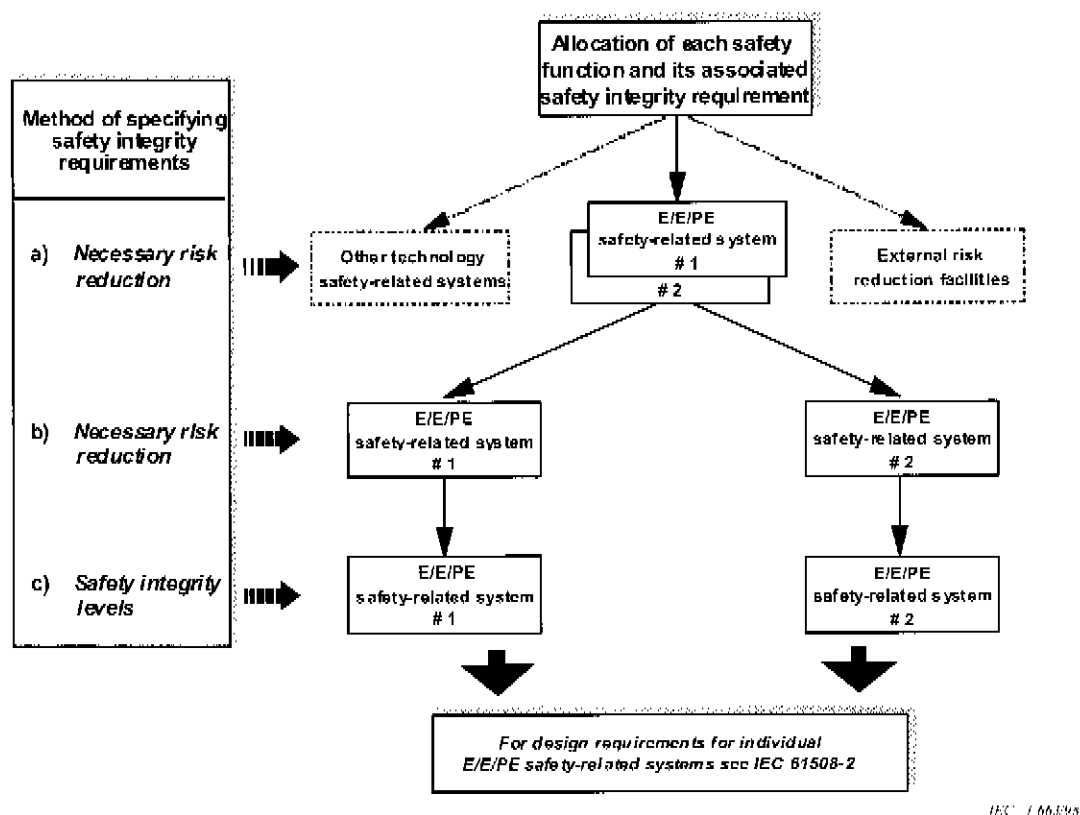 Allocation of each safety
function and its associated
safety integrity requirement
Method of specifying
safety integrity
requirements
a) Necessary risk
reduction
Other technology
safety-related systems
E/E/PE
safety-related system
# 1
# 2
External risk
reduction facilities
b) Necessary risk
reduction
E/E/PE
safety-related system
# 1
E/E/PE
safety-related system
# 2
c) Safety integrity
levels
E/E/PE
safety-related system
# 1
E/E/PE
safety-related system
# 2
For design requirements for individual
E/E/PE safety-related systems see IEC 61508-2
IEC